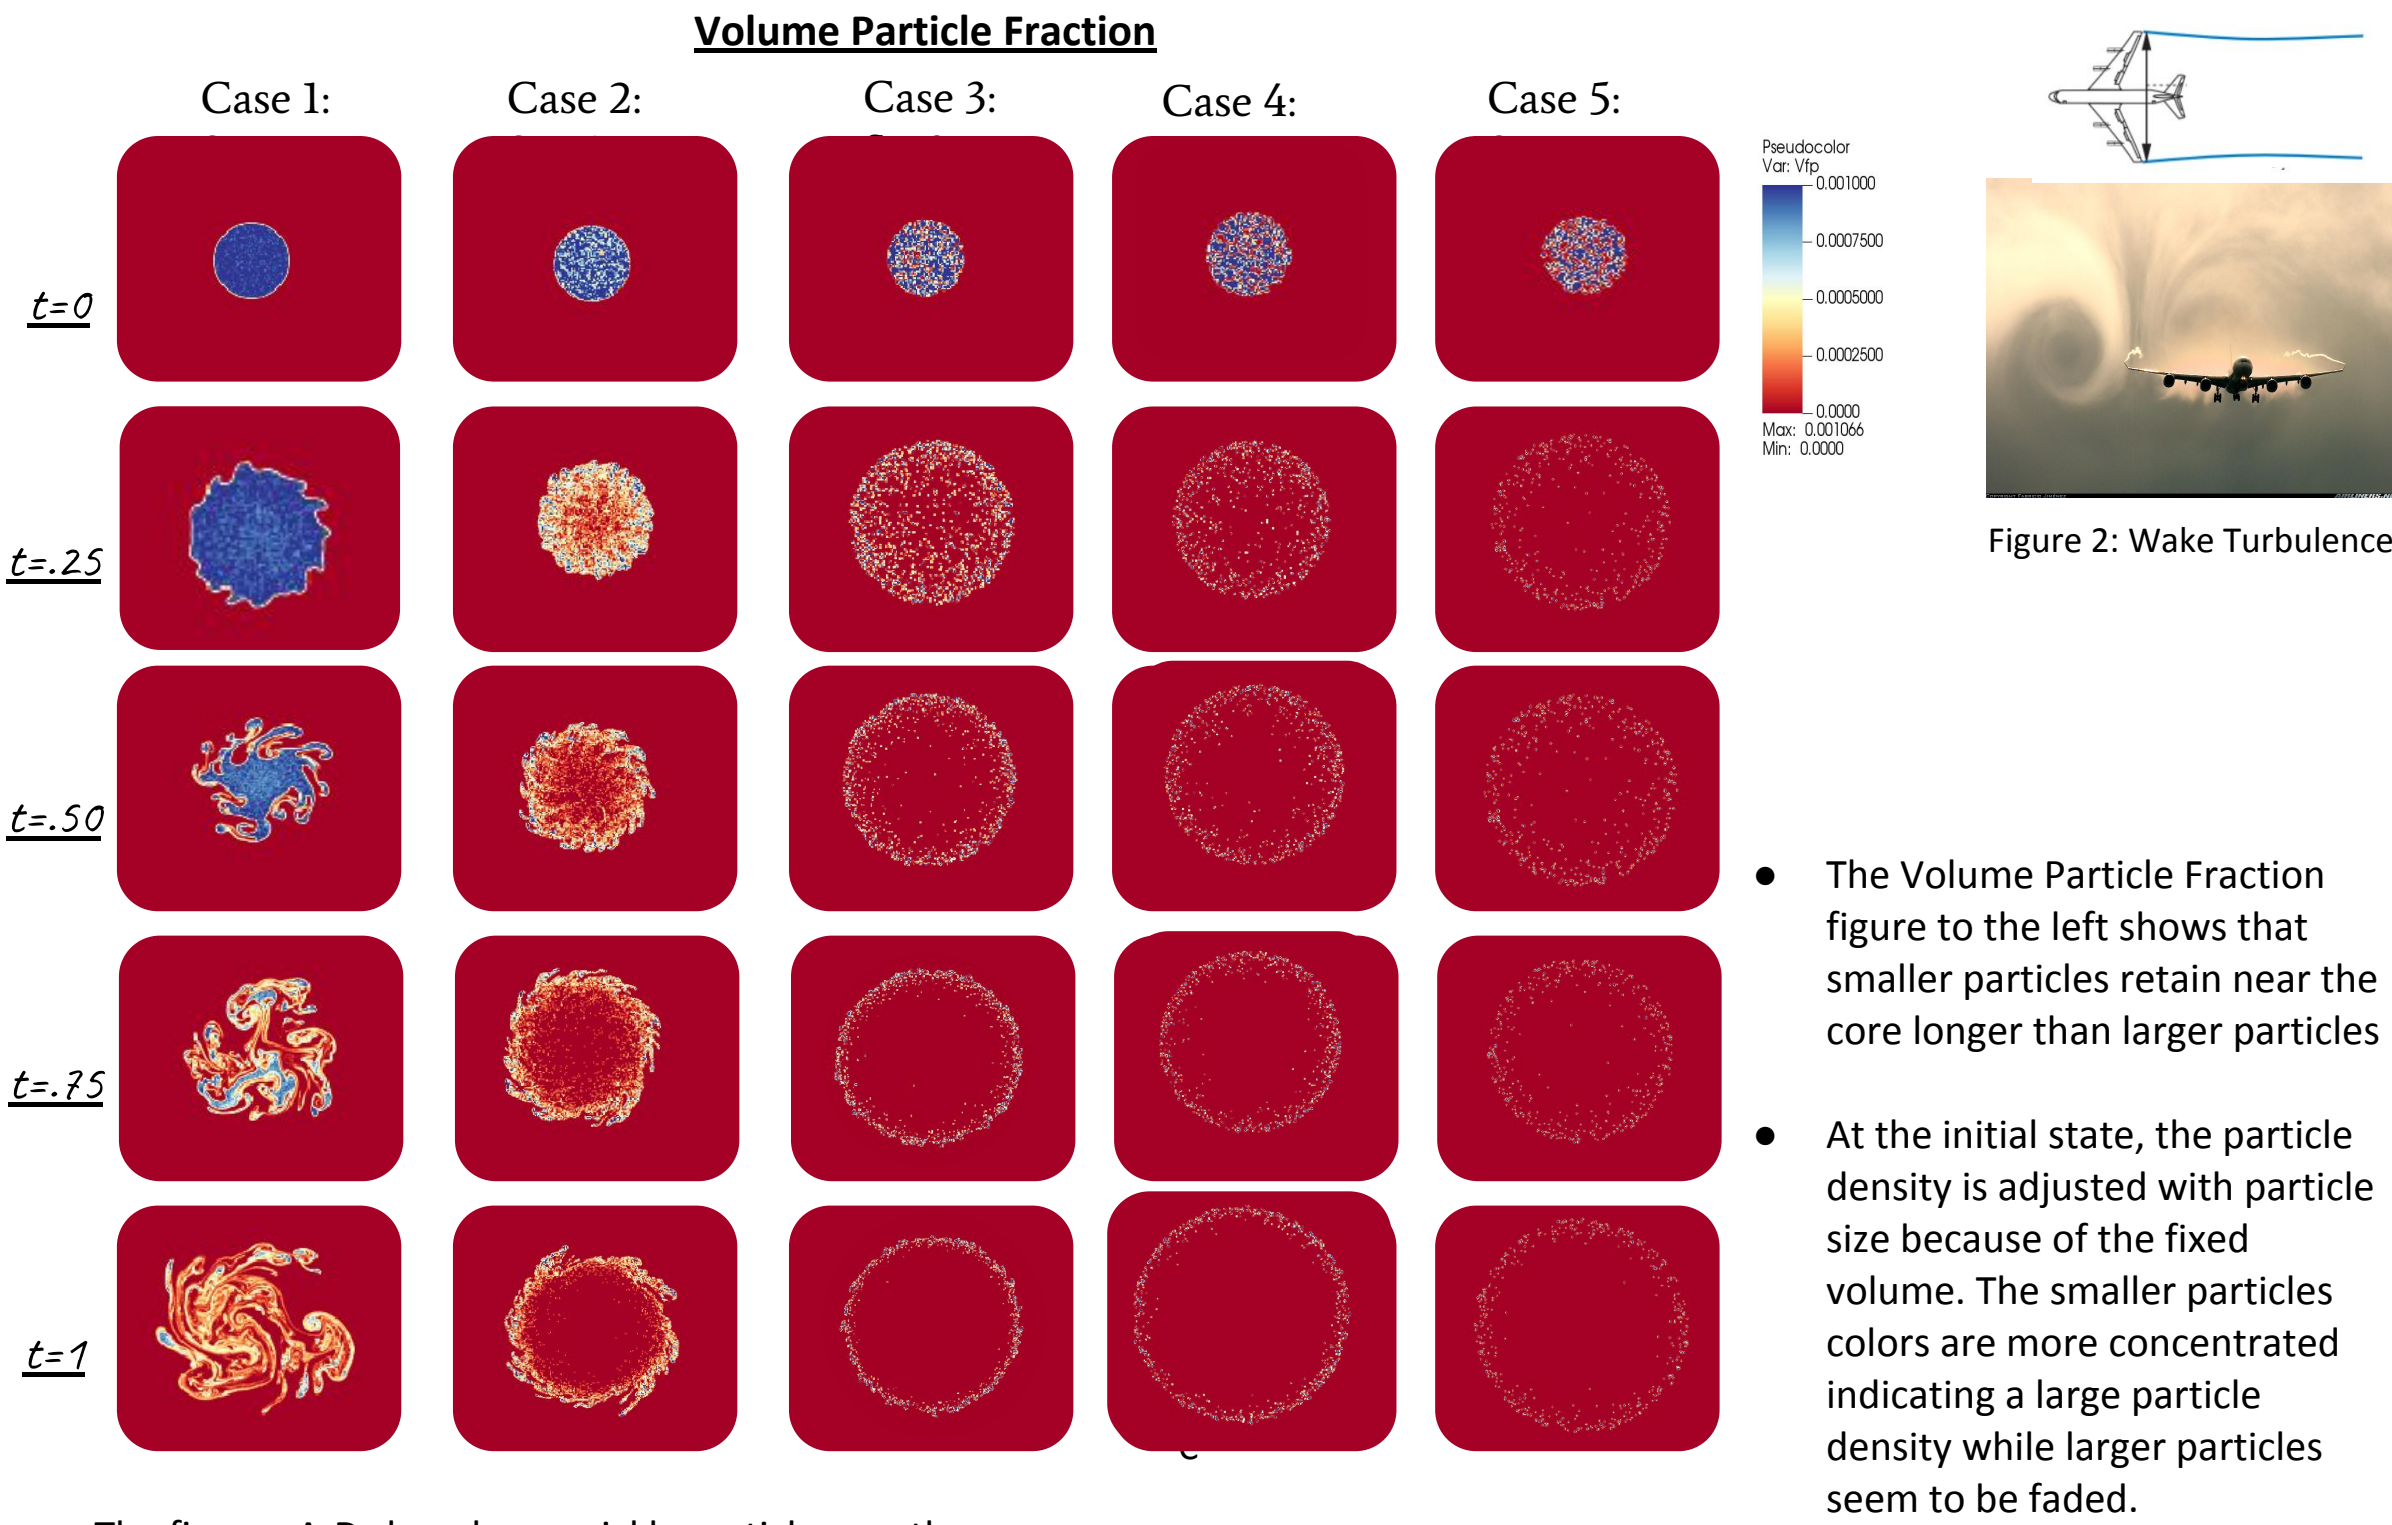 Volume Particle Fraction
Case 1:
Case 2:
Case 3:
Case 4:
Case 5:
t=0
t=.25
t=.50
t=.75
t=1
Pseudocolor
Var: Vfp
0.001000
0.0007500
0.0005000
0.0002500
0.0000
Max: 0.001066
Min: 0.0000
Figure 2: Wake Turbulence
● The Volume Particle Fraction
figure to the left shows that
smaller particles retain near the
core longer than larger particles
● At the initial state, the particle
density is adjusted with particle
size because of the fixed
volume. The smaller particles
colors are more concentrated
indicating a large particle
density while larger particles
seem to be faded.